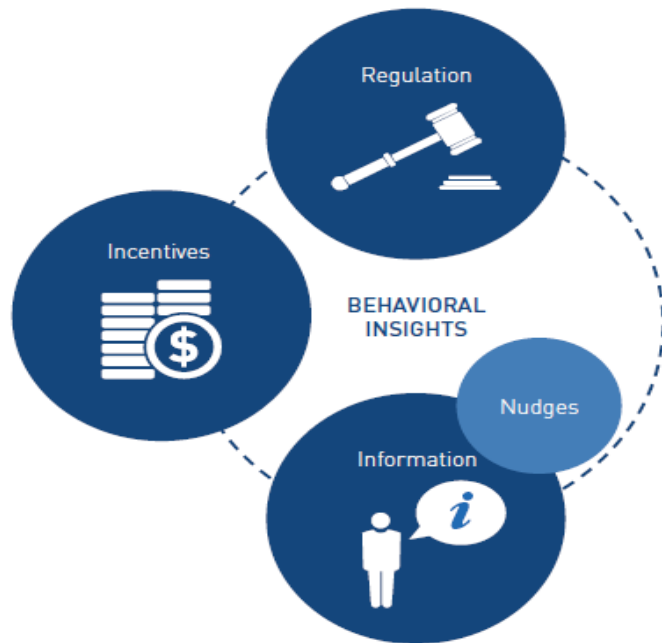 Regulation
Incentives
$
BEHAVIORAL
INSIGHTS
Nudges
Information
i